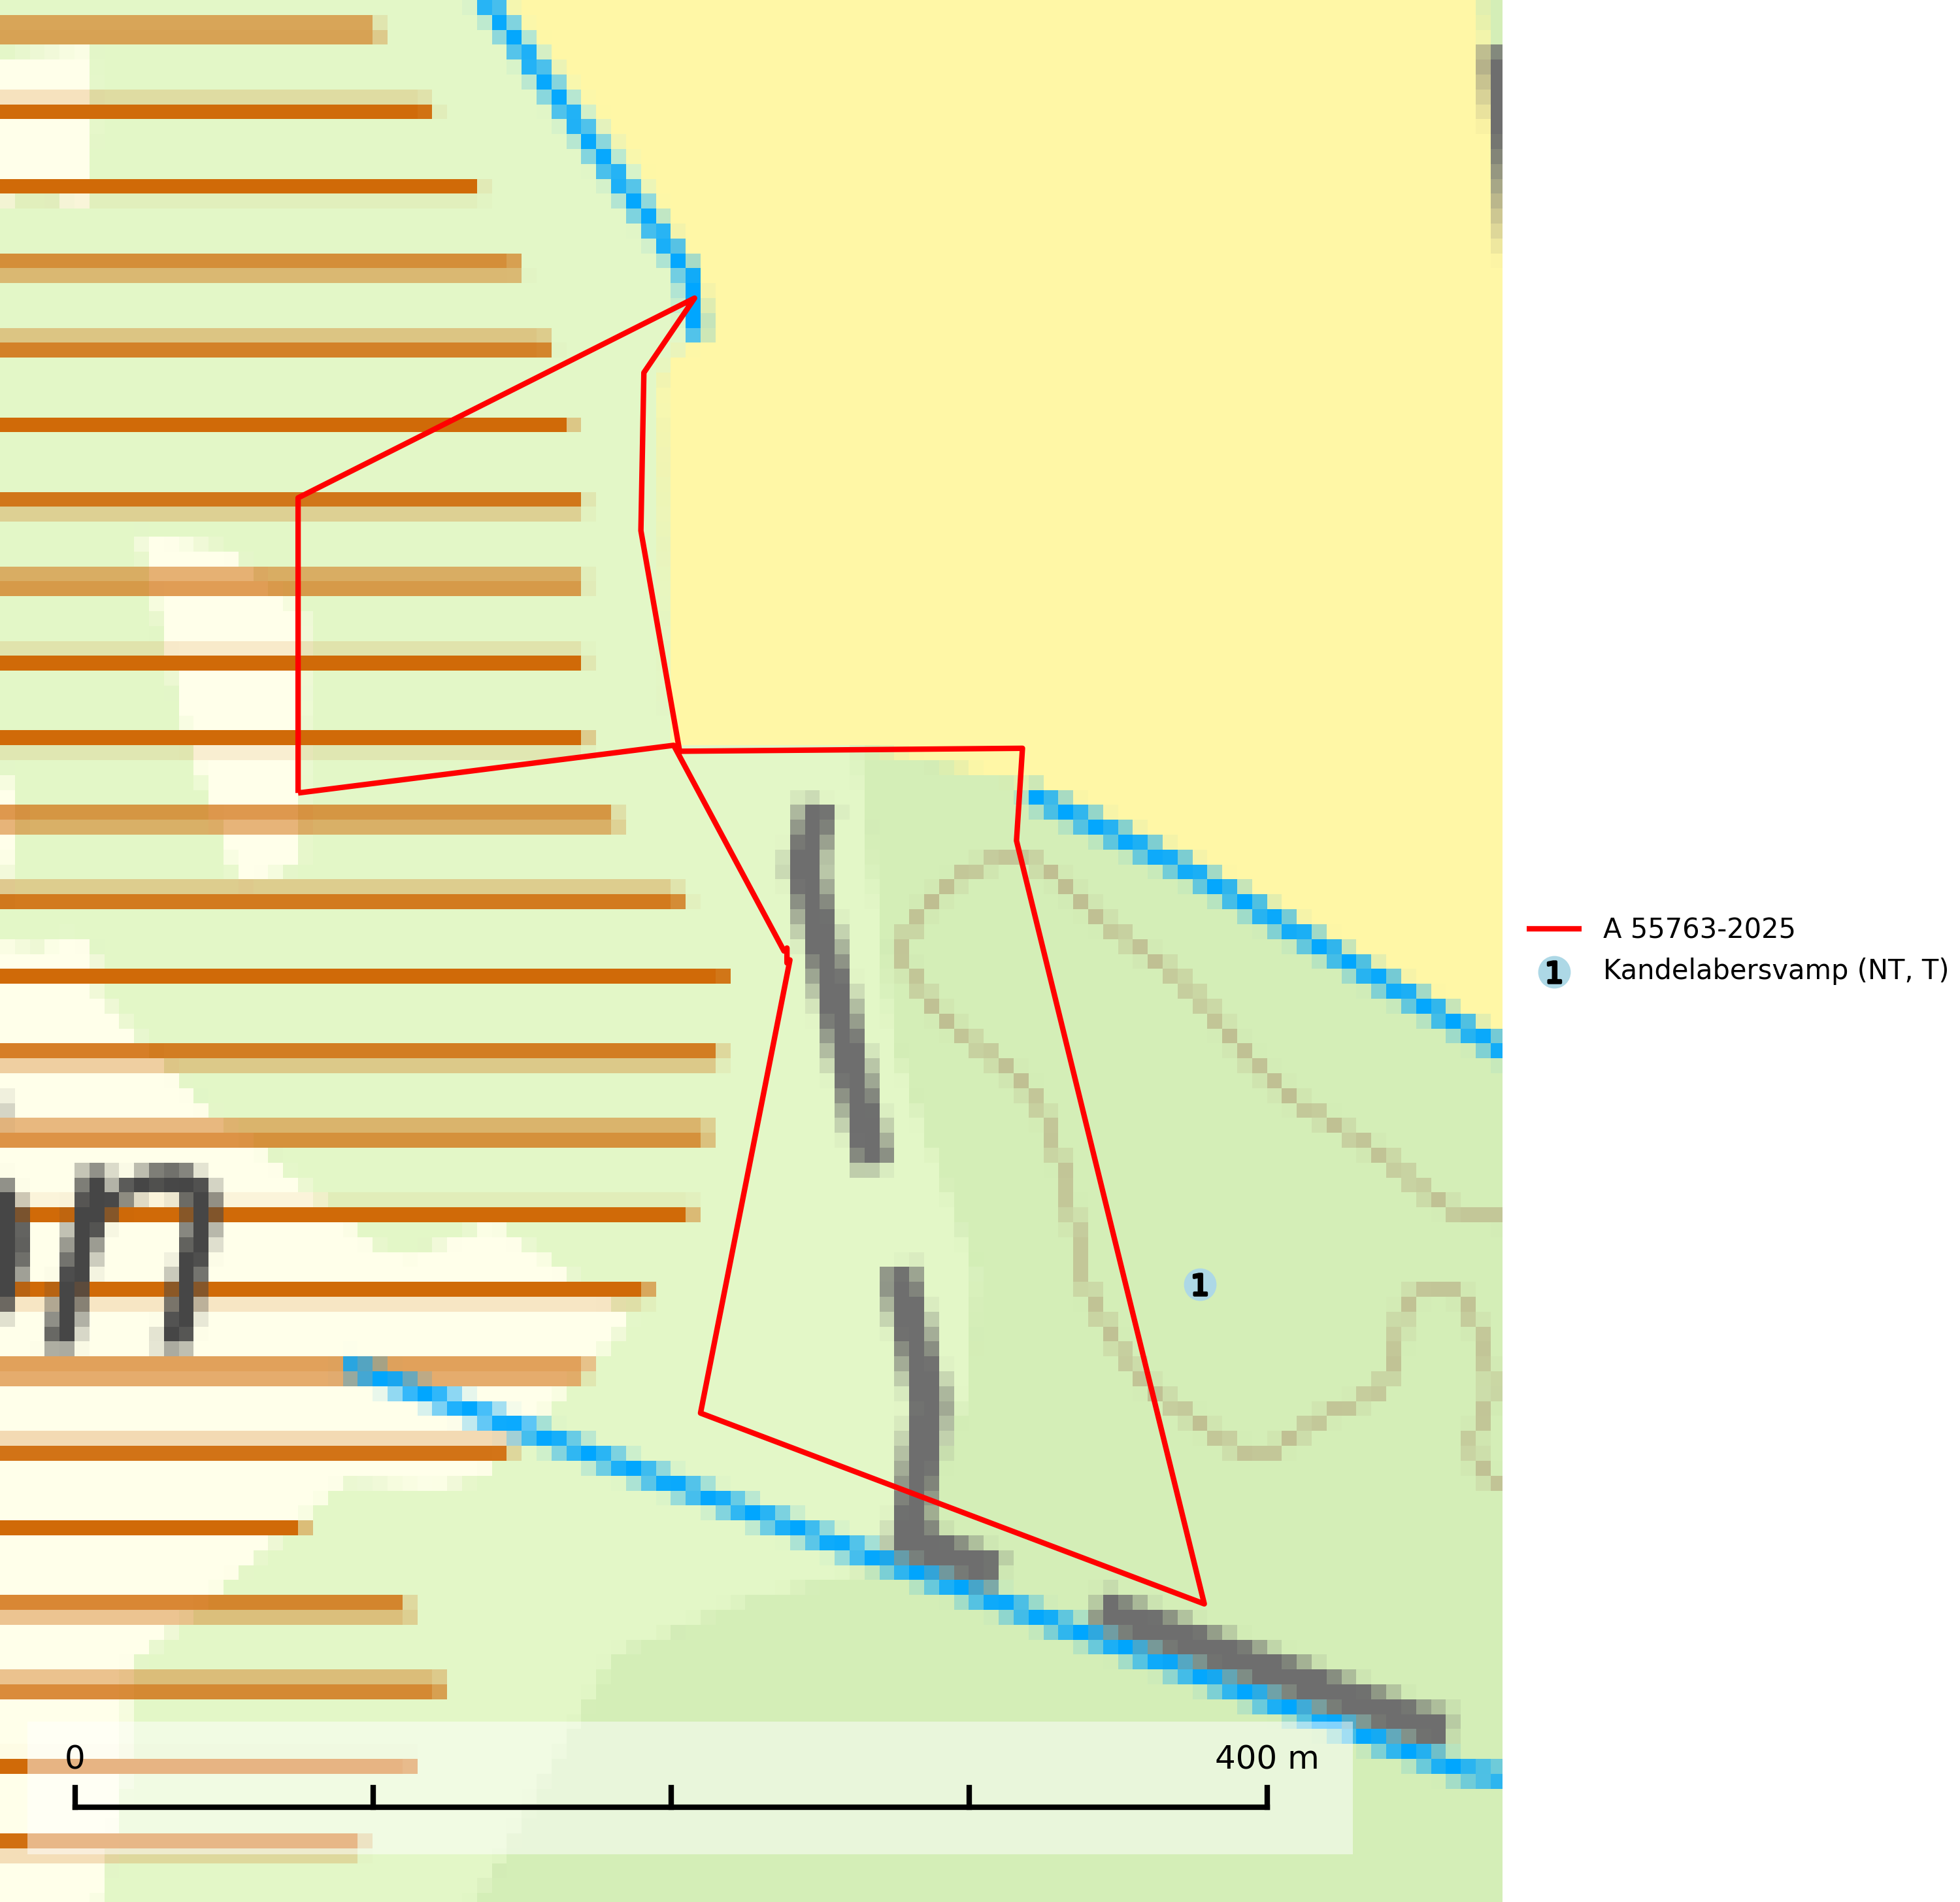 A 55763-2025
1 Kandelabersvamp (NT, T)
n
1
0 400 m